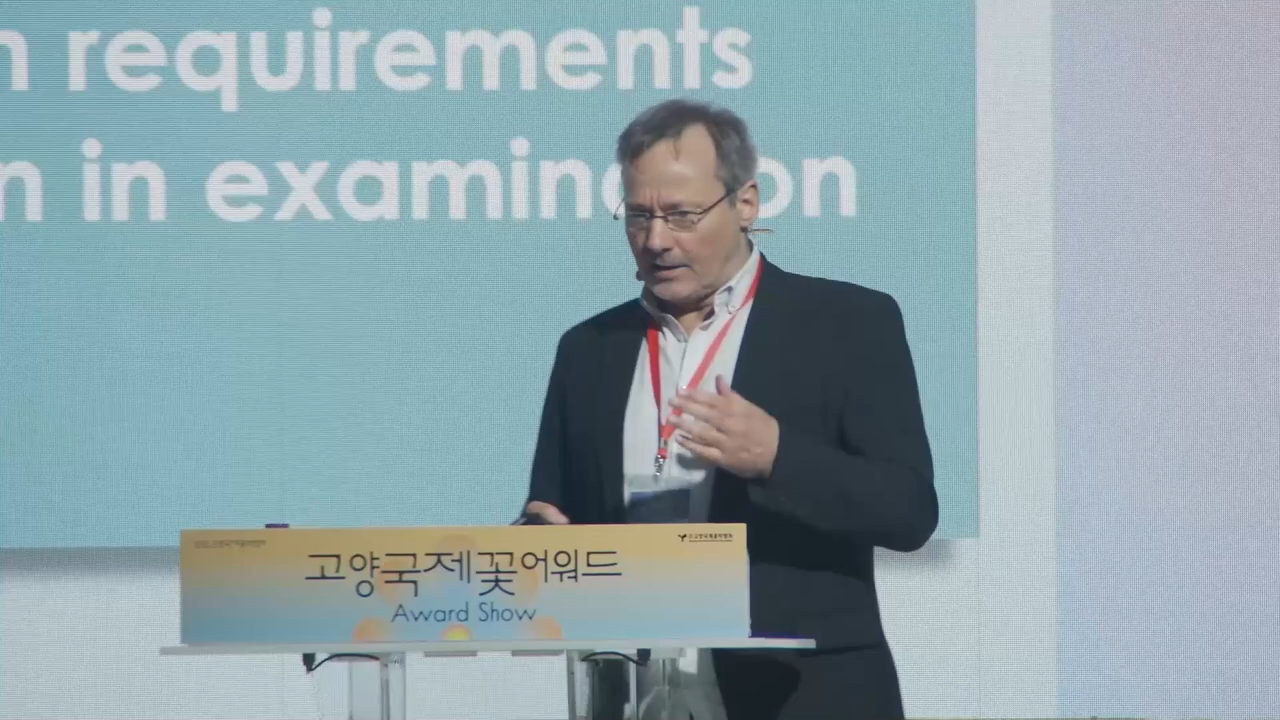 requirements
in examination
고양국제꽃어워드
Award Show